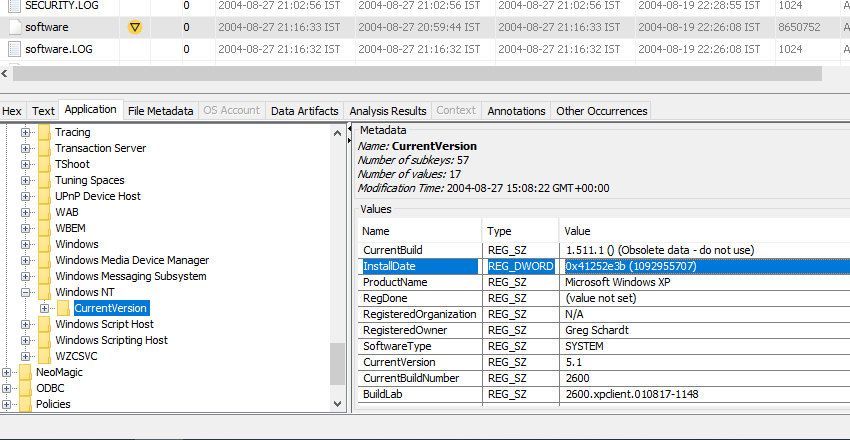 SECURITY.LOG 0 2004-08-27 21:02:56 IST 2004-08-27 21:02:56 IST 2004-08-27 21:02:56 IST 2004-08-19 22:28:55 IST 1024 A
software 0 2004-08-27 21:16:33 IST 2004-08-27 20:59:44 IST 2004-08-27 21:16:33 IST 2004-08-19 22:26:08 IST 8650752 A
software.LOG 0 2004-08-27 21:16:32 IST 2004-08-27 21:16:32 IST 2004-08-27 21:16:32 IST 2004-08-19 22:26:08 IST 1024 A
Hex Text Application File Metadata OS Account Data Artifacts Analysis Results Context Annotations Other Occurrences
Tracing
Transaction Server
TShoot
Tuning Spaces
UPnP Device Host
WAB
WBEM
Windows
Windows Media Device Manager
Windows Messaging Subsystem
Windows NT
CurrentVersion
Windows Script Host
Windows Scripting Host
WZCSVC
NeoMagic
ODBC
Policies
Metadata
Name: CurrentVersion
Number of subkeys: 57
Number of values: 17
Modification Time: 2004-08-27 15:08:22 GMT+00:00
Values
Name Type Value
CurrentBuild REG_SZ 1.511.1 () (Obsolete data - do not use)
InstallDate REG_DWORD 0x41252e3b (1092955707)
ProductName REG_SZ Microsoft Windows XP
RegDone REG_SZ (value not set)
RegisteredOrganization REG_SZ N/A
RegisteredOwner REG_SZ Greg Schardt
SoftwareType REG_SZ SYSTEM
CurrentVersion REG_SZ 5.1
CurrentBuildNumber REG_SZ 2600
BuildLab REG_SZ 2600.xpclient.010817-1148